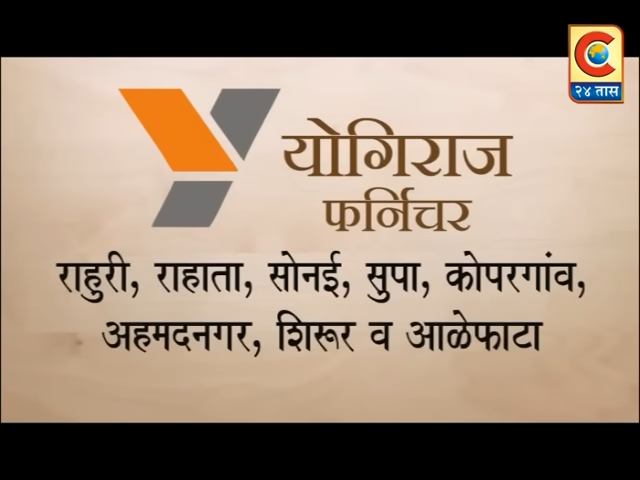 C
२४ तास
योगिराज
फर्निचर
राहुरी, राहाता, सोनई, सुपा, कोपरगांव,
अहमदनगर, शिरूर व आळेफाटा